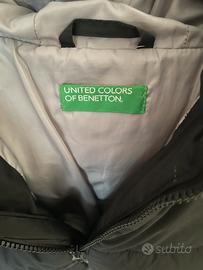 UNITED COLORS
OF BENETTON.
subito